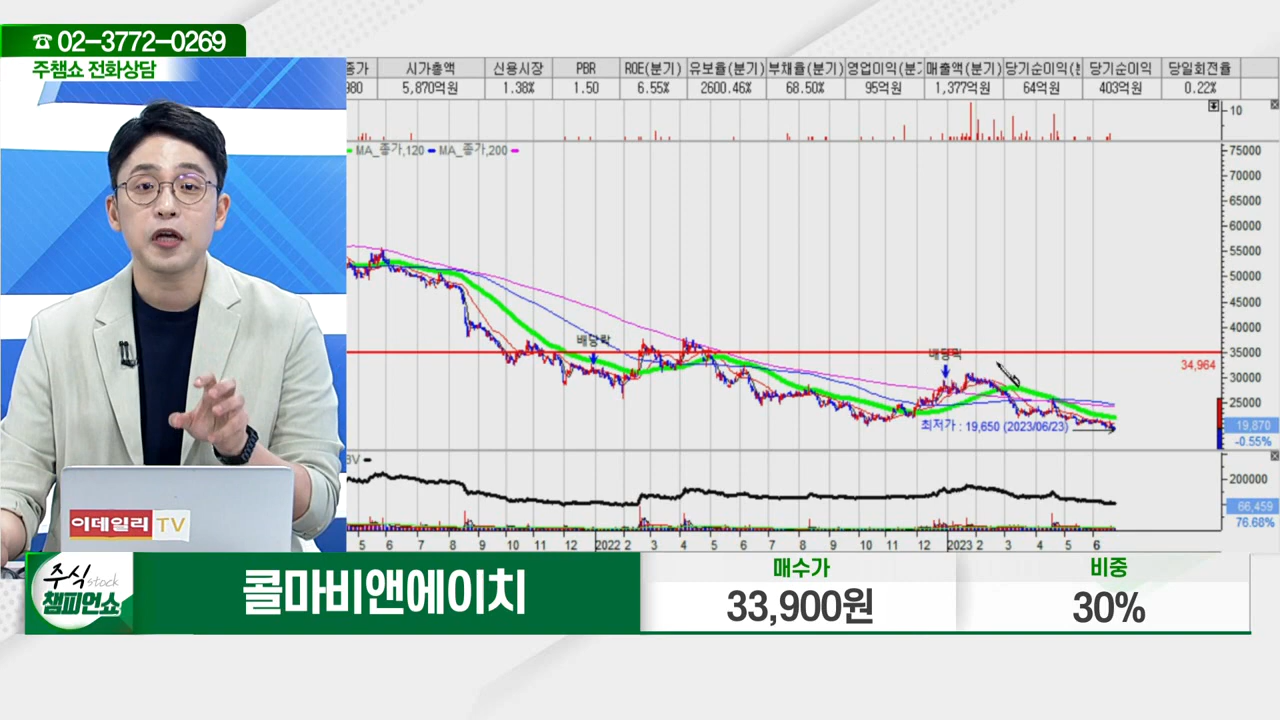 ☎ 02-3772-0269
주챔쇼 전화상담
종가 시가총액 신용시장 PBR ROE(분기) 유보율(분기) 부채율(분기) 영업이익(분기 매출액(분기) 당기순이익(분 당기순이익 당일회전율
380 5,870억원 1.38% 1.50 6.55% 2600.46% 68.50% 95억원 1,377억원 64억원 403억원 0.22%
10
MA_종가,120 MA_종가,200
75000
70000
65000
60000
55000
50000
45000
40000
35000
30000
25000
배당락
배당락
34,964
최저가 : 19,650 (2023/06/23)
19,870
-0.55%
BV
200000
66,459
76.68%
5 6 7 8 9 10 11 12 2022 2 3 4 5 6 7 8 9 10 11 12 2023 2 3 4 5 6
이데일리 TV
주식 stock
챔피언쇼
콜마비앤에이치
매수가
33,900원
비중
30%